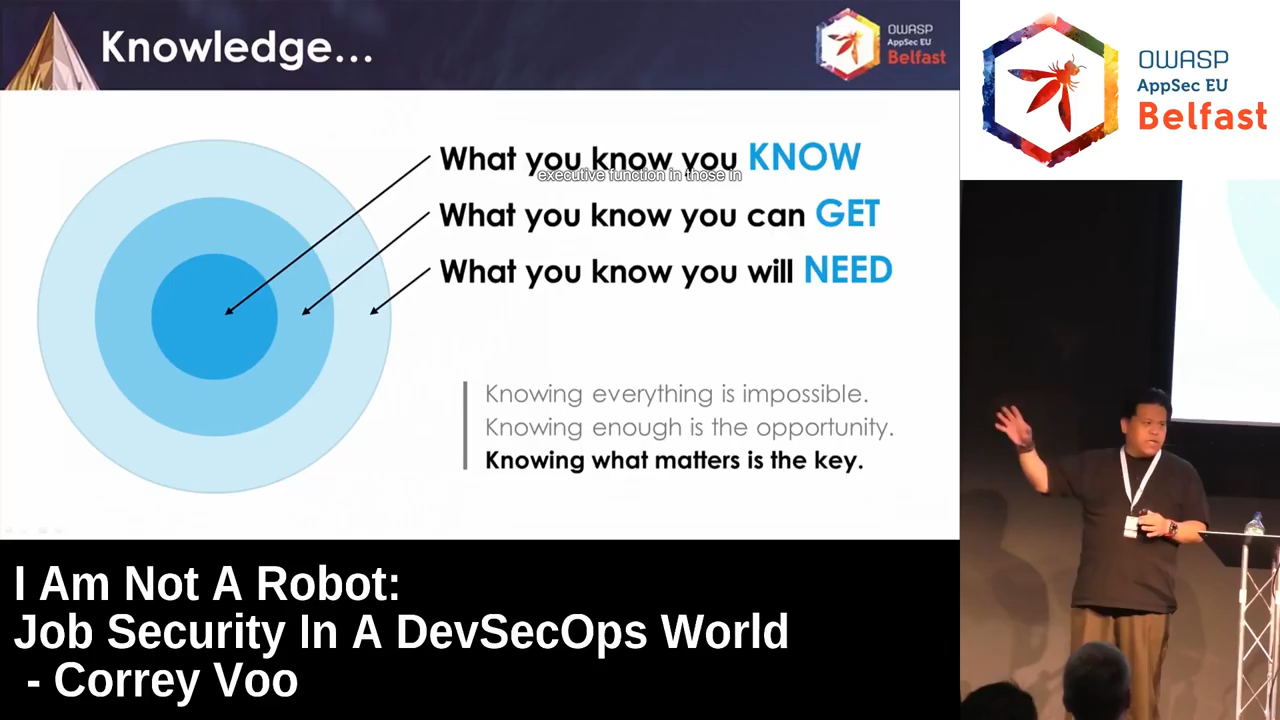 Knowledge...
OWASP
AppSec EU
Belfast
What you know you KNOW
executive function in those in
What you know you can GET
What you know you will NEED
Knowing everything is impossible.
Knowing enough is the opportunity.
Knowing what matters is the key.
OWASP
AppSec EU
Belfast
I Am Not A Robot:
Job Security In A DevSecOps World
- Correy Voo